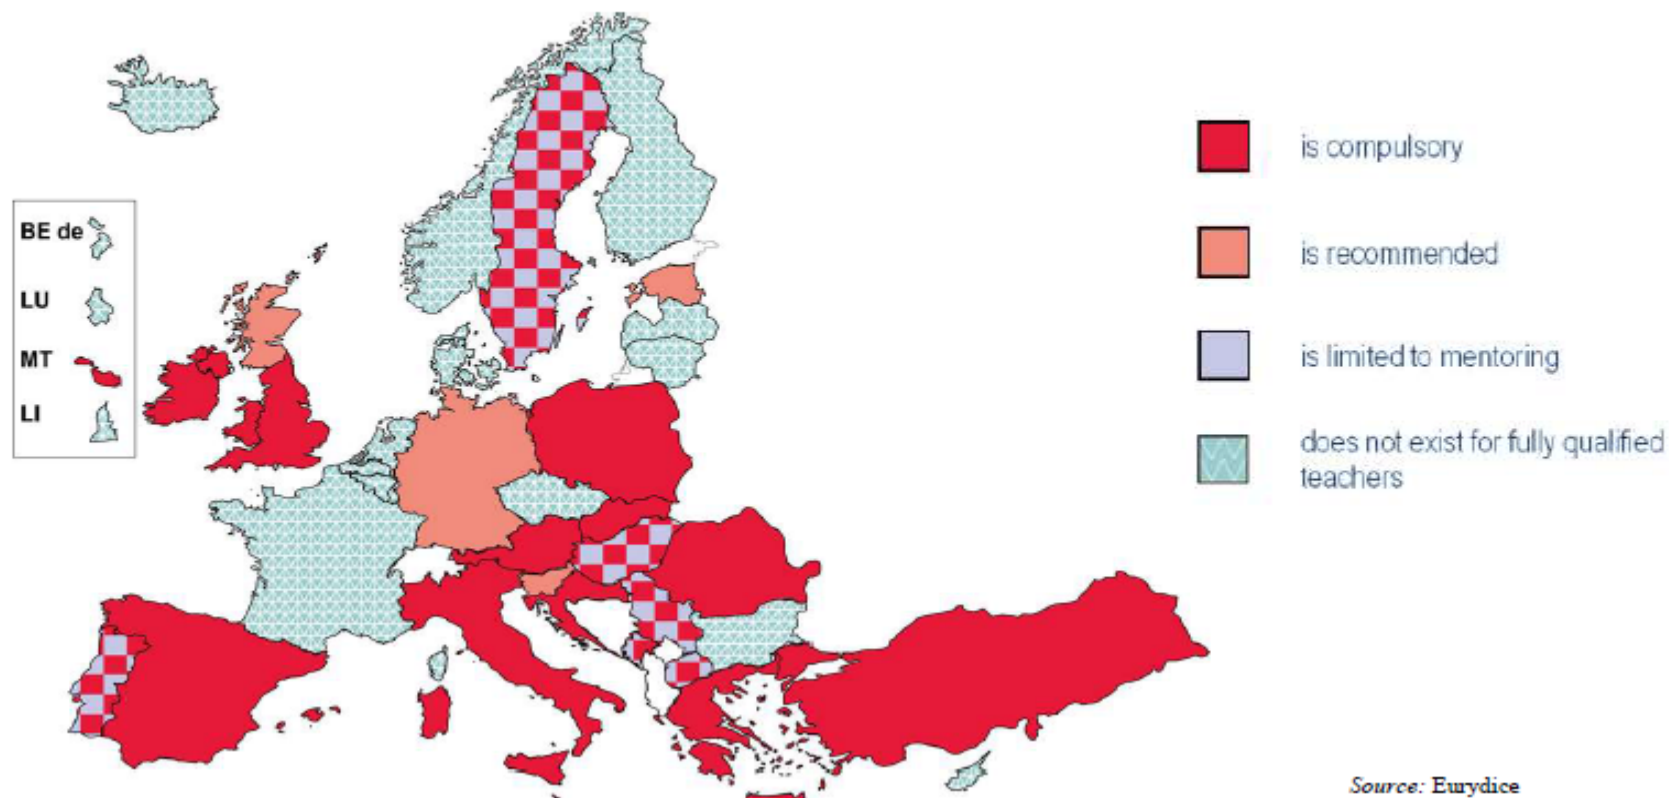 BE de
LU
MT
LI
is compulsory
is recommended
is limited to mentoring
does not exist for fully qualified
teachers
Source: Eurydice